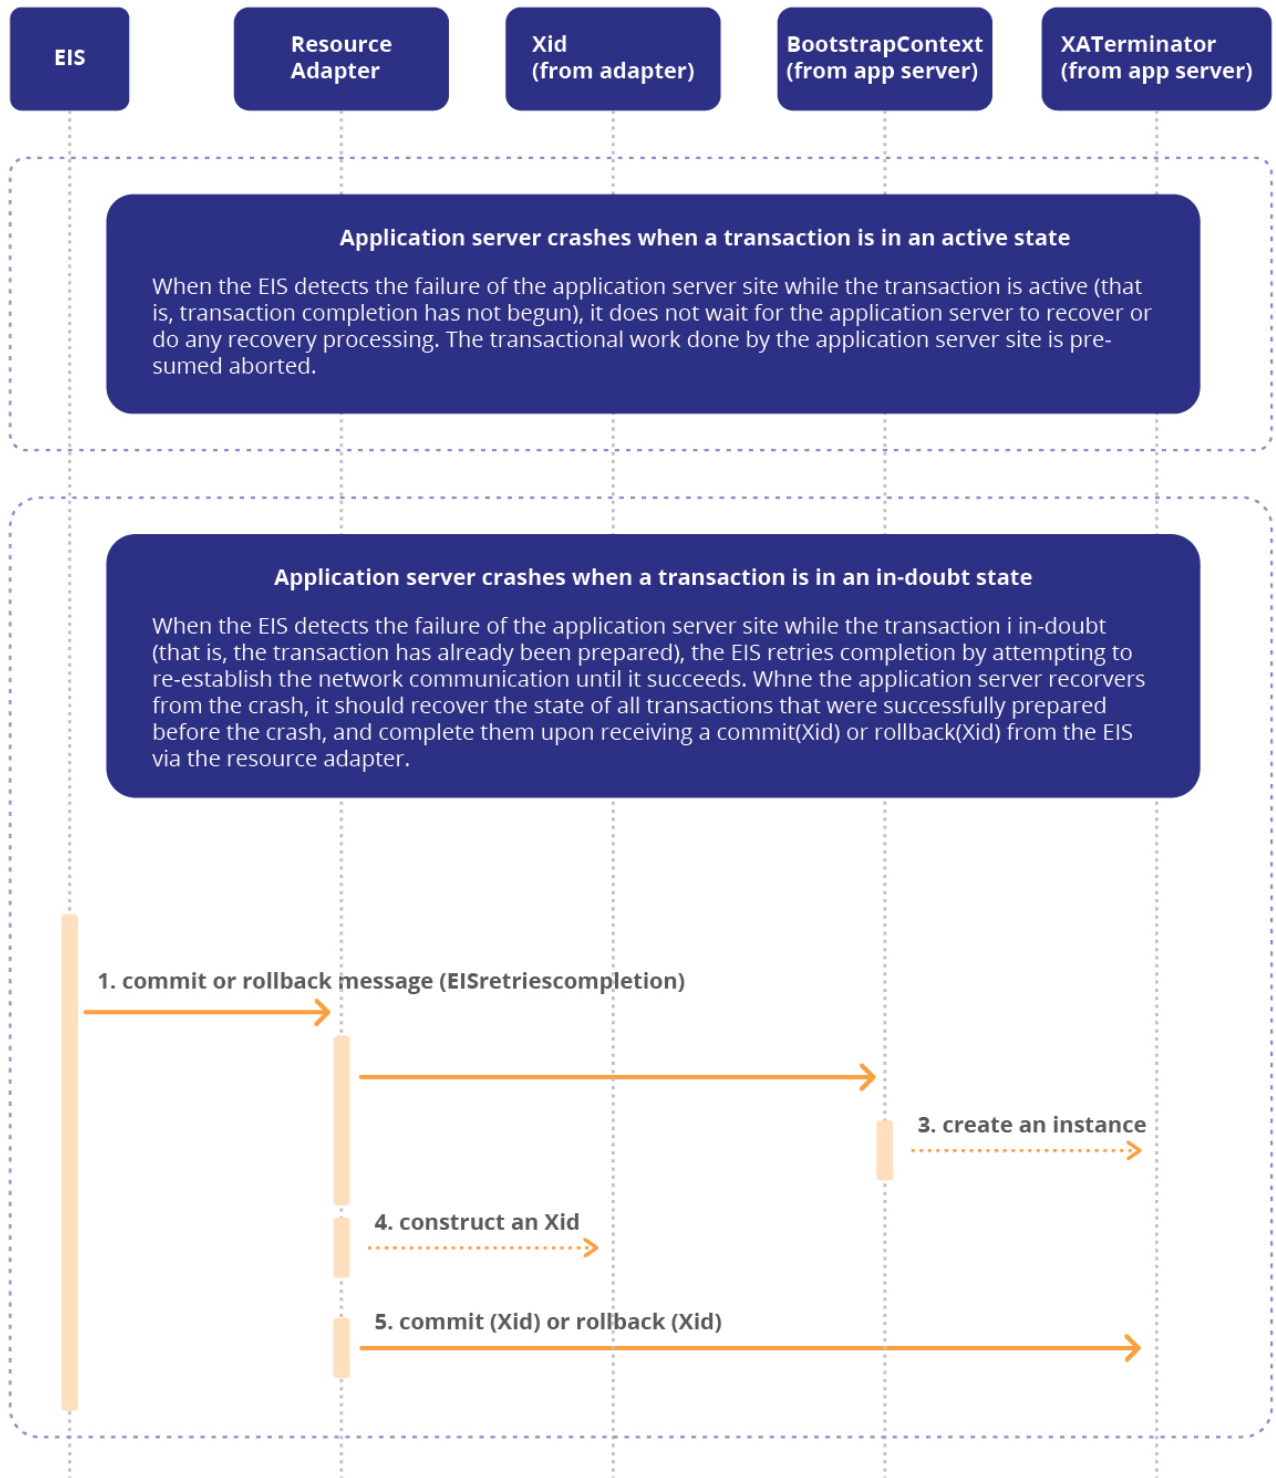 EIS
Resource
Adapter
Xid
(from adapter)
BootstrapContext
(from app server)
XATerminator
(from app server)
Application server crashes when a transaction is in an active state
When the EIS detects the failure of the application server site while the transaction is active (that
is, transaction completion has not begun), it does not wait for the application server to recover or
do any recovery processing. The transactional work done by the application server site is pre-
sumed aborted.
Application server crashes when a transaction is in an in-doubt state
When the EIS detects the failure of the application server site while the transaction i in-doubt
(that is, the transaction has already been prepared), the EIS retries completion by attempting to
re-establish the network communication until it succeeds. Whne the application server recorvers
from the crash, it should recover the state of all transactions that were successfully prepared
before the crash, and complete them upon receiving a commit(Xid) or rollback(Xid) from the EIS
via the resource adapter.
1. commit or rollback message (EISretriescompletion)
3. create an instance
4. construct an Xid
5. commit (Xid) or rollback (Xid)